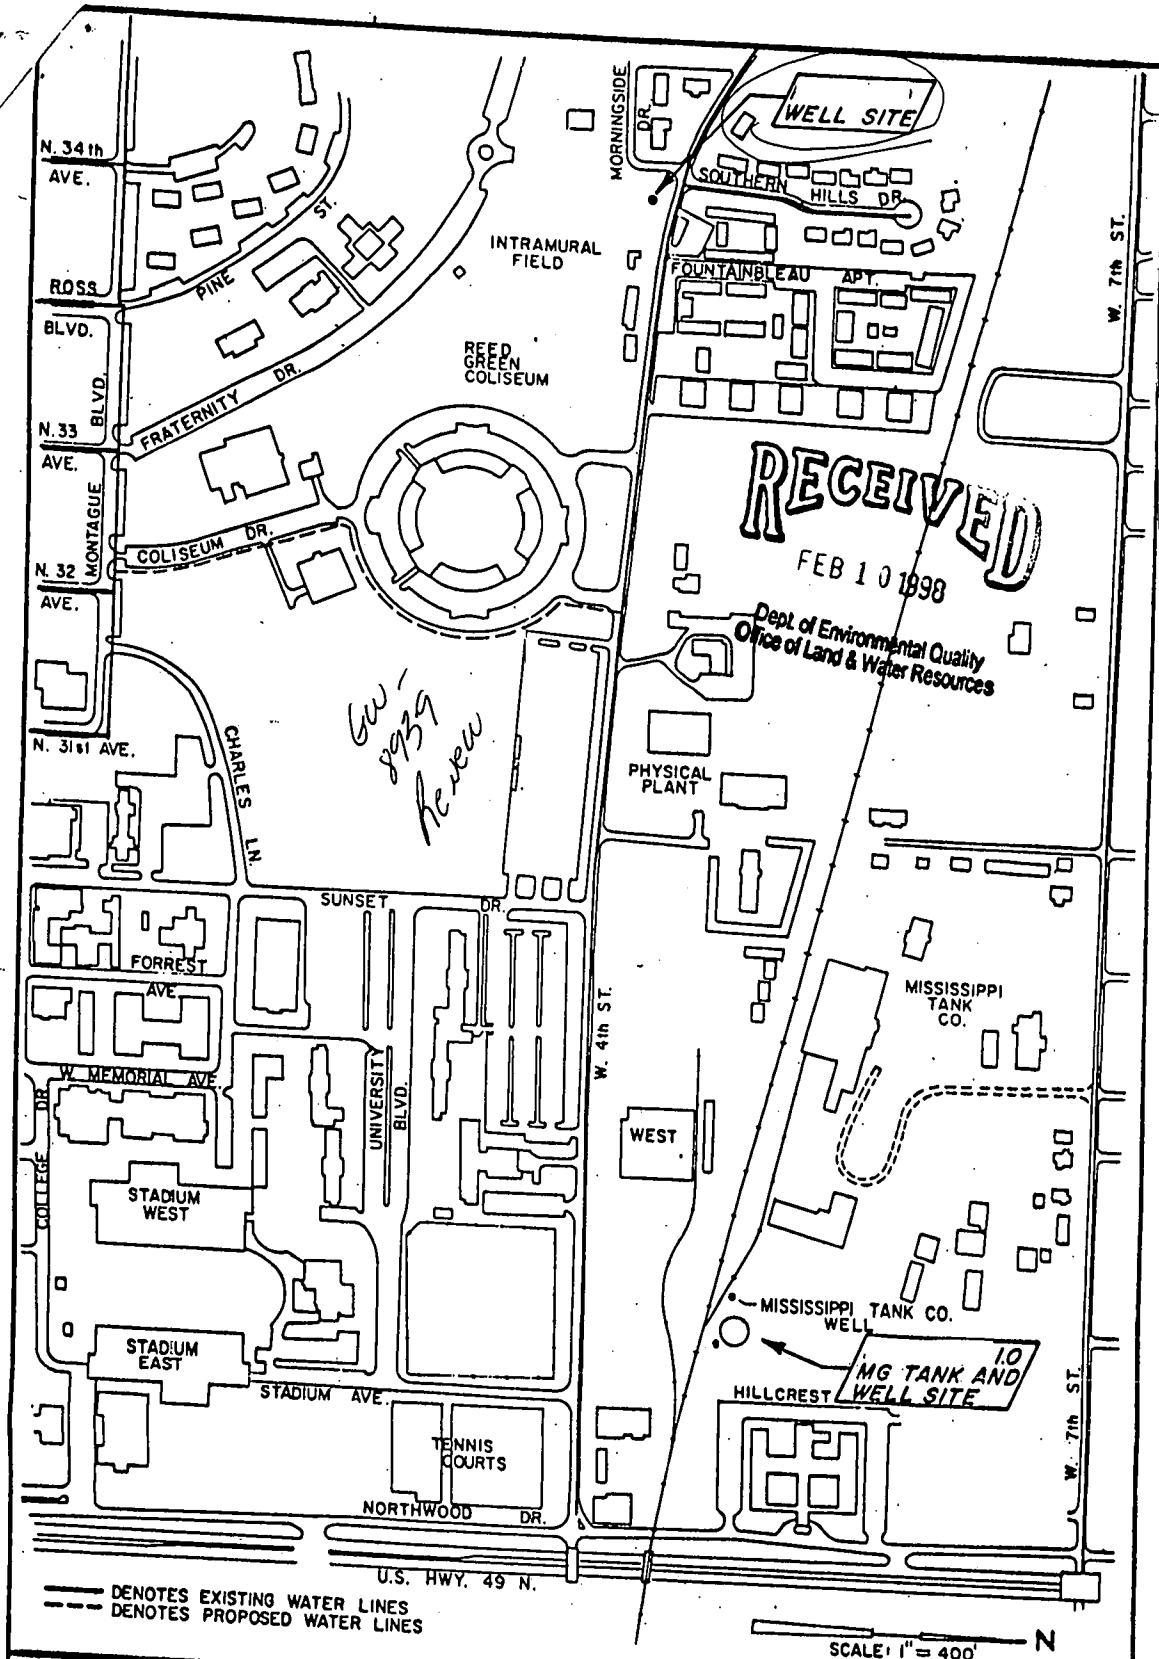 WELL SITE
MORNINGSIDE
DR.
N. 34th
AVE.
SOUTHERN
HILLS DR.
PINE ST.
INTRAMURAL
FIELD
FOUNTAINBLEAU APT.
W. 7th ST.
ROSS
BLVD.
REED
GREEN
COLISEUM
FRATERNITY DR.
MONTAGUE BLVD.
N. 33
AVE.
COLISEUM DR.
N. 32
AVE.
RECEIVED
FEB 10 1998
Dept. of Environmental Quality
Office of Land & Water Resources
GW-
8939
Review
N. 31st AVE.
CHARLES LN.
PHYSICAL
PLANT
SUNSET DR.
FORREST
AVE.
MISSISSIPPI
TANK
CO.
W. 4th ST.
W. MEMORIAL AVE.
UNIVERSITY
BLVD.
COLLEGE DR.
WEST
STADIUM
WEST
MISSISSIPPI TANK CO.
WELL
STADIUM
EAST
1.0
MG TANK AND
WELL SITE
HILLCREST
STADIUM AVE.
W. 7th ST.
TENNIS
COURTS
NORTHWOOD DR.
U.S. HWY. 49 N.
DENOTES EXISTING WATER LINES
DENOTES PROPOSED WATER LINES
N
SCALE: 1" = 400'